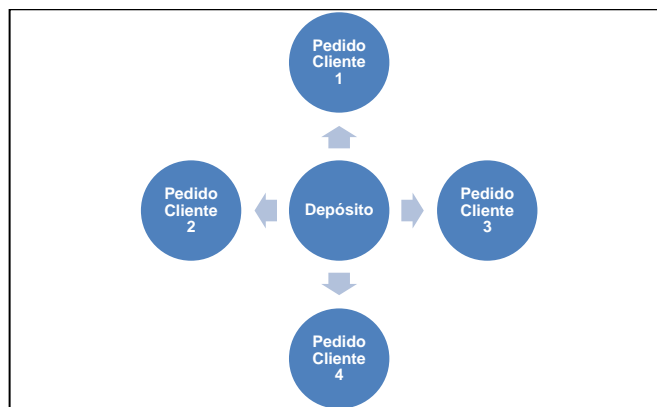 Pedido
Cliente
1
Pedido
Cliente
2
Depósito
Pedido
Cliente
3
Pedido
Cliente
4